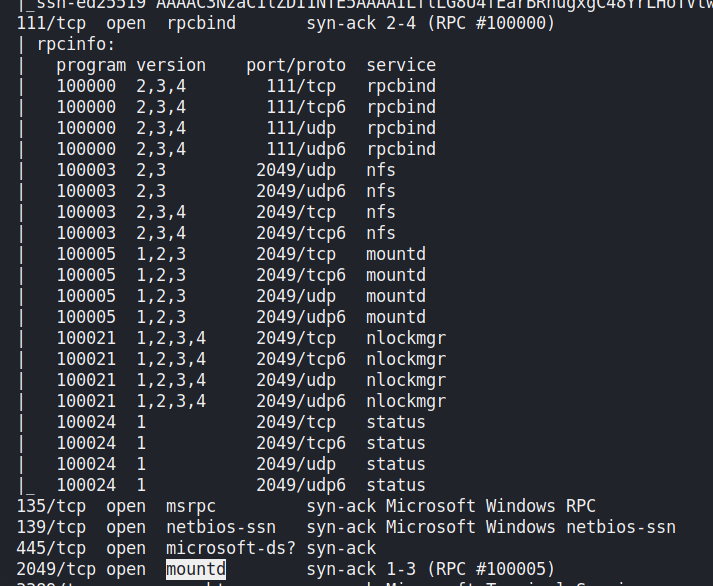 111/tcp  open  rpcbind       syn-ack 2-4 (RPC #100000)
| rpcinfo:
|   program version    port/proto  service
|   100000  2,3,4        111/tcp   rpcbind
|   100000  2,3,4        111/tcp6  rpcbind
|   100000  2,3,4        111/udp   rpcbind
|   100000  2,3,4        111/udp6  rpcbind
|   100003  2,3         2049/udp   nfs
|   100003  2,3         2049/udp6  nfs
|   100003  2,3,4       2049/tcp   nfs
|   100003  2,3,4       2049/tcp6  nfs
|   100005  1,2,3       2049/tcp   mountd
|   100005  1,2,3       2049/tcp6  mountd
|   100005  1,2,3       2049/udp   mountd
|   100005  1,2,3       2049/udp6  mountd
|   100021  1,2,3,4     2049/tcp   nlockmgr
|   100021  1,2,3,4     2049/tcp6  nlockmgr
|   100021  1,2,3,4     2049/udp   nlockmgr
|   100021  1,2,3,4     2049/udp6  nlockmgr
|   100024  1           2049/tcp   status
|   100024  1           2049/tcp6  status
|   100024  1           2049/udp   status
|_  100024  1           2049/udp6  status
135/tcp  open  msrpc         syn-ack Microsoft Windows RPC
139/tcp  open  netbios-ssn   syn-ack Microsoft Windows netbios-ssn
445/tcp  open  microsoft-ds? syn-ack
2049/tcp open  mountd        syn-ack 1-3 (RPC #100005)